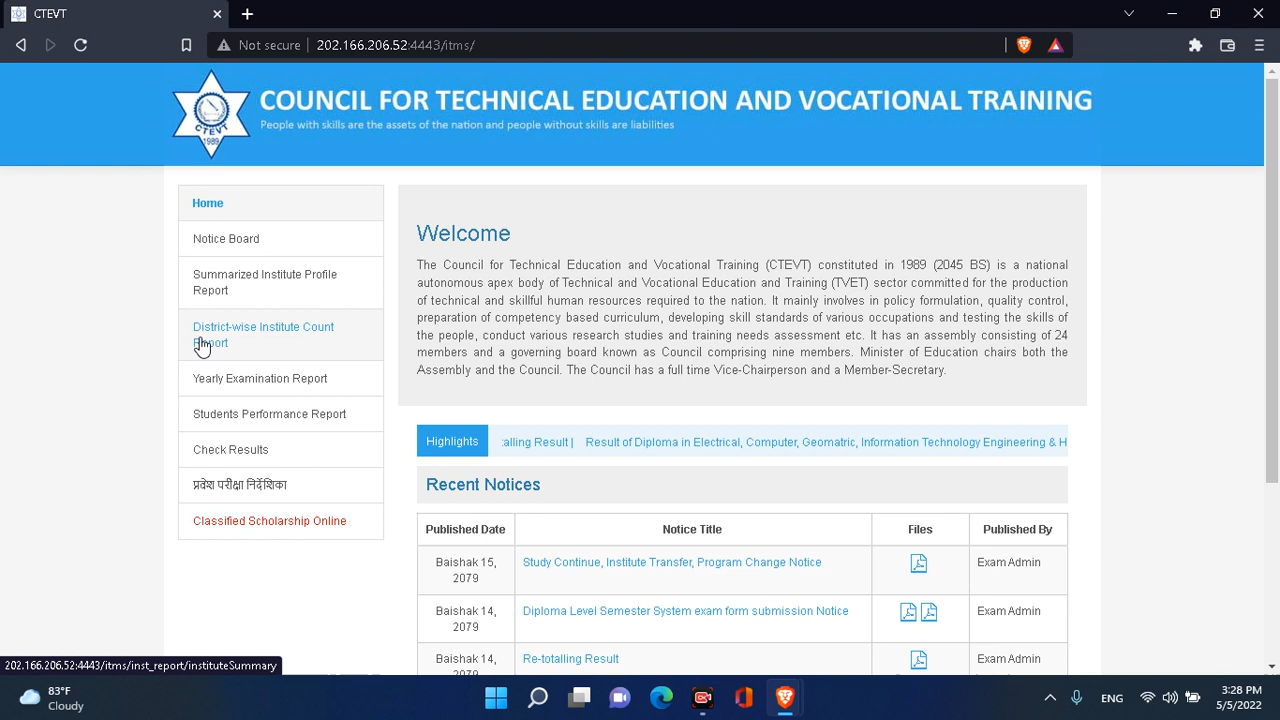 CTEVT
Not secure
202.166.206.52:4443/itms/
CTEVT
1989
COUNCIL FOR TECHNICAL EDUCATION AND VOCATIONAL TRAINING
People with skills are the assets of the nation and people without skills are liabilities
Home
Notice Board
Summarized Institute Profile
Report
District-wise Institute Count
Report
Yearly Examination Report
Students Performance Report
Check Results
प्रवेश परीक्षा निर्देशिका
Classified Scholarship Online
Welcome
The Council for Technical Education and Vocational Training (CTEVT) constituted in 1989 (2045 BS) is a national
autonomous apex body of Technical and Vocational Education and Training (TVET) sector committed for the production
of technical and skillful human resources required to the nation. It mainly involves in policy formulation, quality control,
preparation of competency based curriculum, developing skill standards of various occupations and testing the skills of
the people, conduct various research studies and training needs assessment etc. It has an assembly consisting of 24
members and a governing board known as Council comprising nine members. Minister of Education chairs both the
Assembly and the Council. The Council has a full time Vice-Chairperson and a Member-Secretary.
Highlights
talling Result | Result of Diploma in Electrical, Computer, Geomatric, Information Technology Engineering & H
Recent Notices
Published Date Notice Title Files Published By
Baishak 15,
2079
Study Continue, Institute Transfer, Program Change Notice
Exam Admin
Baishak 14,
2079
Diploma Level Semester System exam form submission Notice
Exam Admin
Baishak 14,
2079
Re-totalling Result
Exam Admin
202.166.206.52:4443/itms/inst_report/instituteSummary
83°F
Cloudy
ENG
3:28 PM
5/5/2022